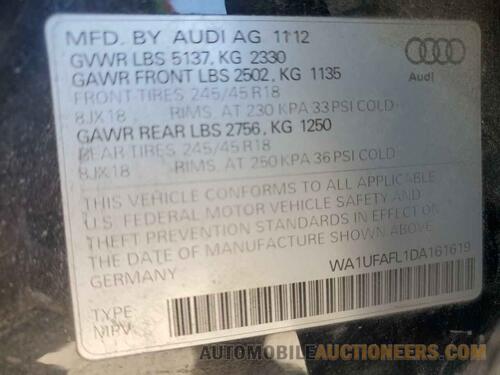 MFD. BY AUDI AG 1112
GVWR LBS 5137, KG 2330
GAWR FRONT LBS 2502, KG 1135
FRONT TIRES 245/45 R18
8JX18 , RIMS, AT 230 KPA 33 PSI COLD
GAWR REAR LBS 2756, KG 1250
REAR TIRES 245/45 R18
8JX18 RIMS, AT 250 KPA 36 PSI COLD
THIS VEHICLE CONFORMS TO ALL APPLICABLE
U.S. FEDERAL MOTOR VEHICLE SAFETY AND
THEFT PREVENTION STANDARDS IN EFFECT ON
THE DATE OF MANUFACTURE SHOWN ABOVE
GERMANY
WA1UFAFL1DA161619
TYPE
MPV
Audi
AUTOMOBILEAUCTIONEERS.COM